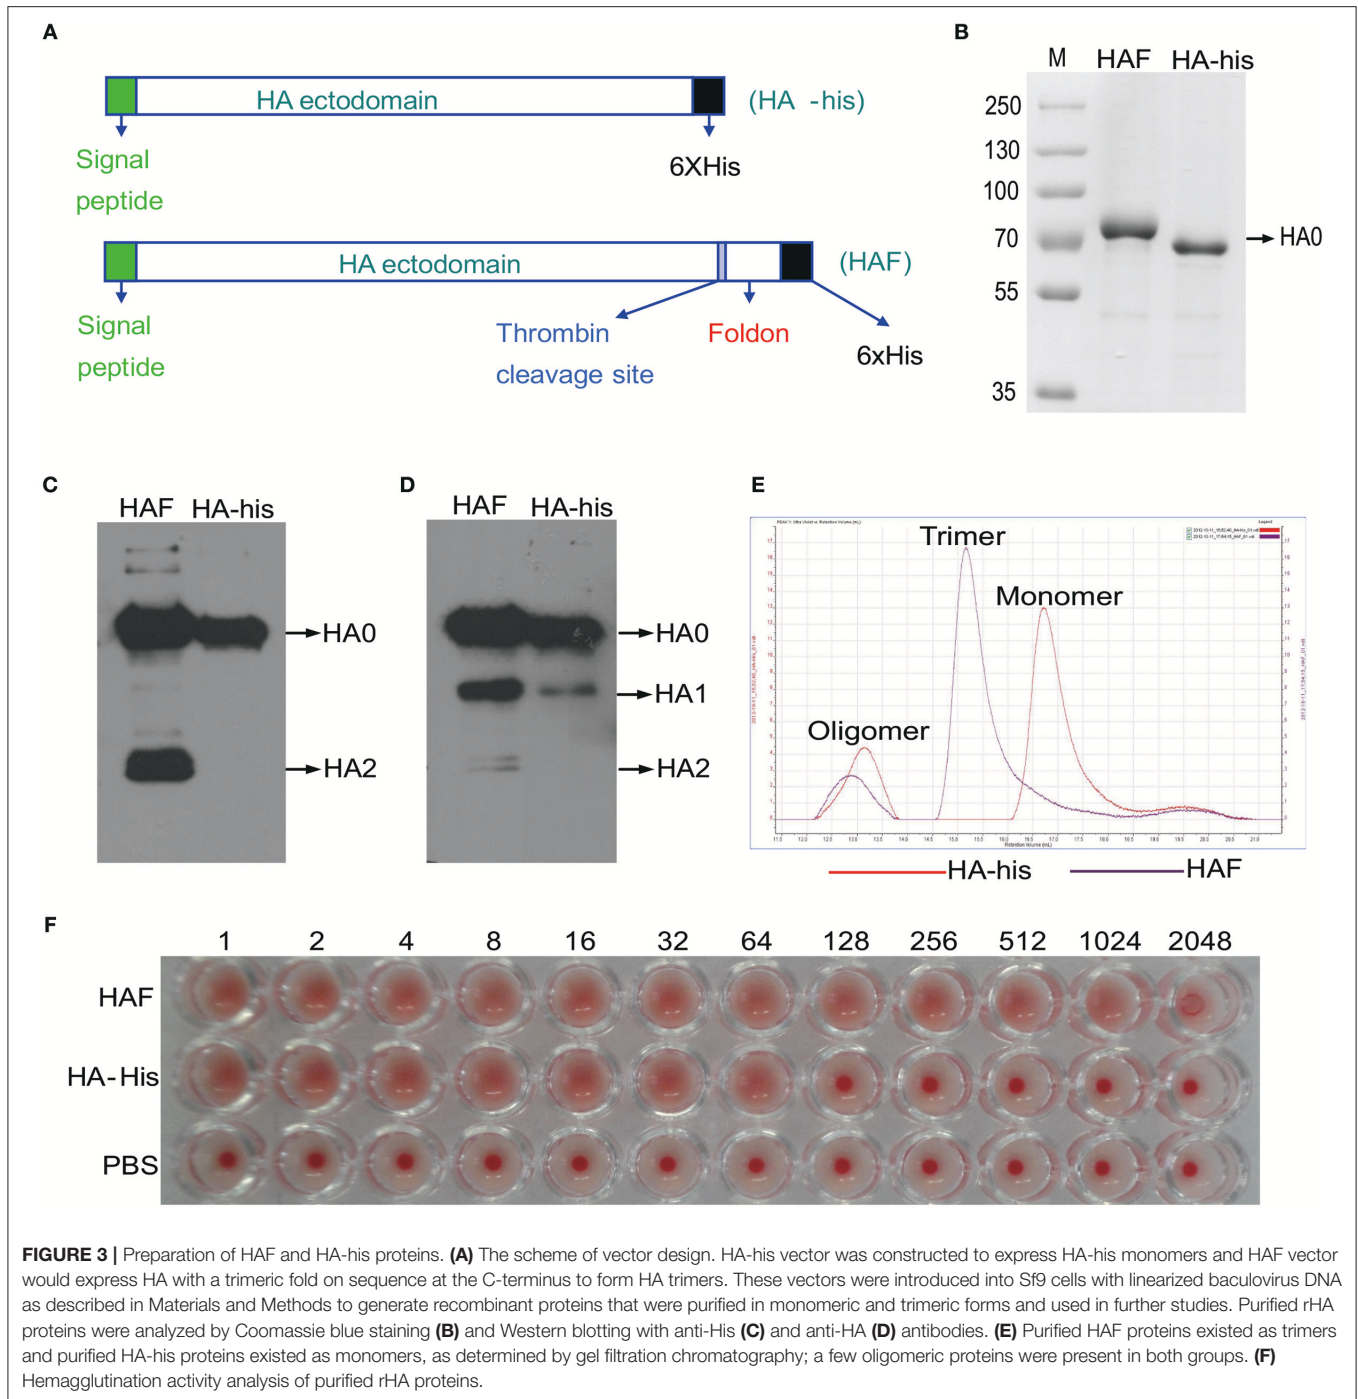 A
HA ectodomain
(HA -his)
Signal
peptide
6XHis
HA ectodomain
(HAF)
Signal
peptide
Thrombin
cleavage site
Foldon
6xHis
B
M HAF HA-his
250
130
100
70
55
35
HA0
C
HAF HA-his
HA0
HA2
D
HAF HA-his
HA0
HA1
HA2
E
Trimer
Monomer
Oligomer
Retention Volume (mL)
HA-his
HAF
F
1 2 4 8 16 32 64 128 256 512 1024 2048
HAF
HA-His
PBS
FIGURE 3 | Preparation of HAF and HA-his proteins. (A) The scheme of vector design. HA-his vector was constructed to express HA-his monomers and HAF vector
would express HA with a trimeric fold on sequence at the C-terminus to form HA trimers. These vectors were introduced into Sf9 cells with linearized baculovirus DNA
as described in Materials and Methods to generate recombinant proteins that were purified in monomeric and trimeric forms and used in further studies. Purified rHA
proteins were analyzed by Coomassie blue staining (B) and Western blotting with anti-His (C) and anti-HA (D) antibodies. (E) Purified HAF proteins existed as trimers
and purified HA-his proteins existed as monomers, as determined by gel filtration chromatography; a few oligomeric proteins were present in both groups. (F)
Hemagglutination activity analysis of purified rHA proteins.